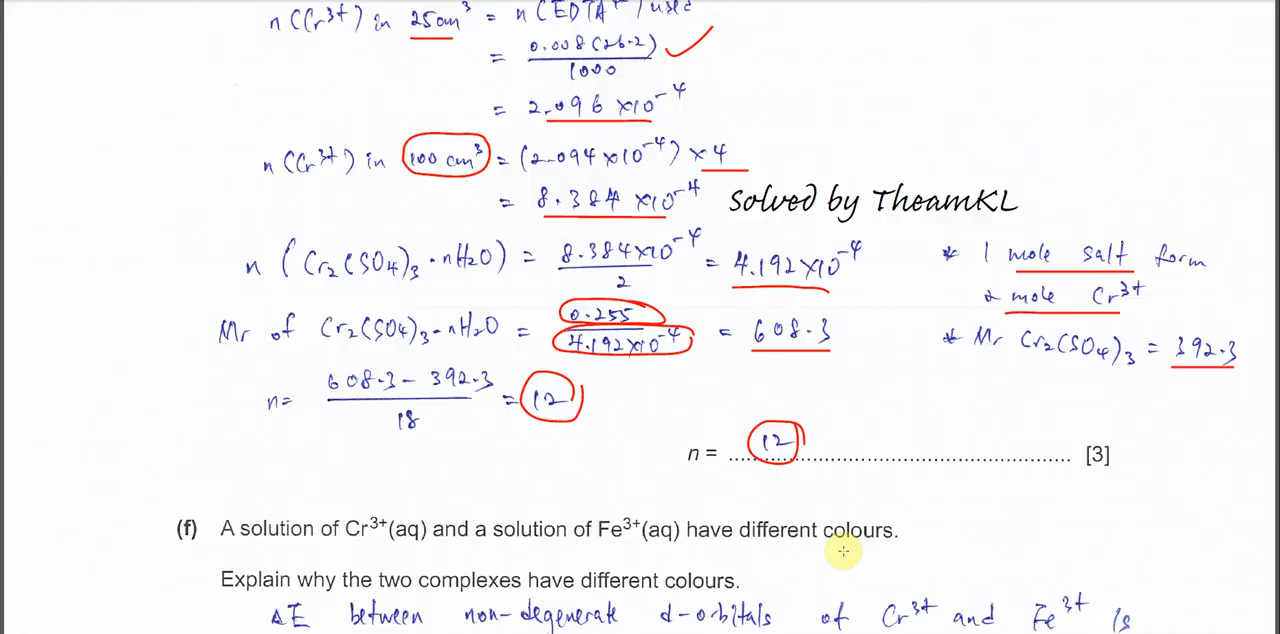 n(Cr³⁺) in 25cm³ = n(EDTA⁴⁻) used
= 0.008(26.2) / 1000
= 2.096 ×10⁻⁴
n(Cr³⁺) in 100 cm³ = (2.094×10⁻⁴) × 4
= 8.384 ×10⁻⁴ Solved by TheamKL
n (Cr₂(SO₄)₃·nH₂O) = 8.384×10⁻⁴ / 2 = 4.192×10⁻⁴ * 1 mole salt form
2 mole Cr³⁺
Mr of Cr₂(SO₄)₃·nH₂O = 0.255 / 4.192×10⁻⁴ = 608.3 * Mr Cr₂(SO₄)₃ = 392.3
n = 608.3 – 392.3 / 18 = 12
n = 12 [3]
(f) A solution of Cr³⁺(aq) and a solution of Fe³⁺(aq) have different colours.
Explain why the two complexes have different colours.
ΔE between non-degenerate d-orbitals of Cr³⁺ and Fe³⁺ is